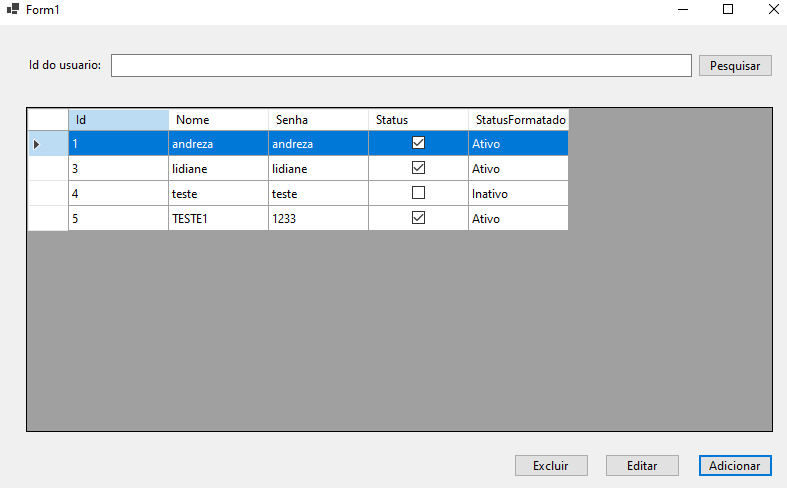 Form1
Id do usuario: Pesquisar
Id Nome Senha Status StatusFormatado
1 andreza andreza Ativo
3 lidiane lidiane Ativo
4 teste teste Inativo
5 TESTE1 1233 Ativo
Excluir Editar Adicionar